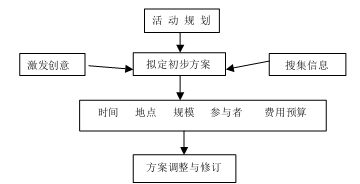 活动规划
激发创意
拟定初步方案
搜集信息
时间 地点 规模 参与者 费用预算
方案调整与修订